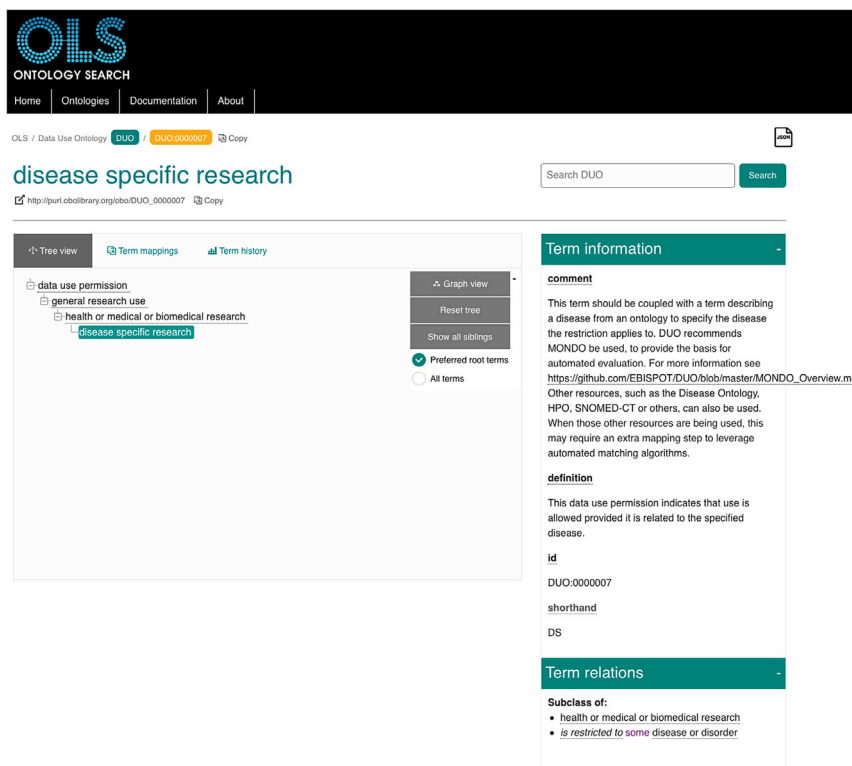 OLS
ONTOLOGY SEARCH
Home Ontologies Documentation About
OLS / Data Use Ontology DUO / DUO:0000007 Copy
JSON
disease specific research
Search DUO Search
http://purl.obolibrary.org/obo/DUO_0000007 Copy
Tree view Term mappings Term history
data use permission
general research use
health or medical or biomedical research
disease specific research
Graph view -
Reset tree
Show all siblings
Preferred root terms
All terms
Term information -
comment
This term should be coupled with a term describing
a disease from an ontology to specify the disease
the restriction applies to. DUO recommends
MONDO be used, to provide the basis for
automated evaluation. For more information see
https://github.com/EBISPOT/DUO/blob/master/MONDO_Overview.m
Other resources, such as the Disease Ontology,
HPO, SNOMED-CT or others, can also be used.
When those other resources are being used, this
may require an extra mapping step to leverage
automated matching algorithms.
definition
This data use permission indicates that use is
allowed provided it is related to the specified
disease.
id
DUO:0000007
shorthand
DS
Term relations -
Subclass of:
health or medical or biomedical research
is restricted to some disease or disorder